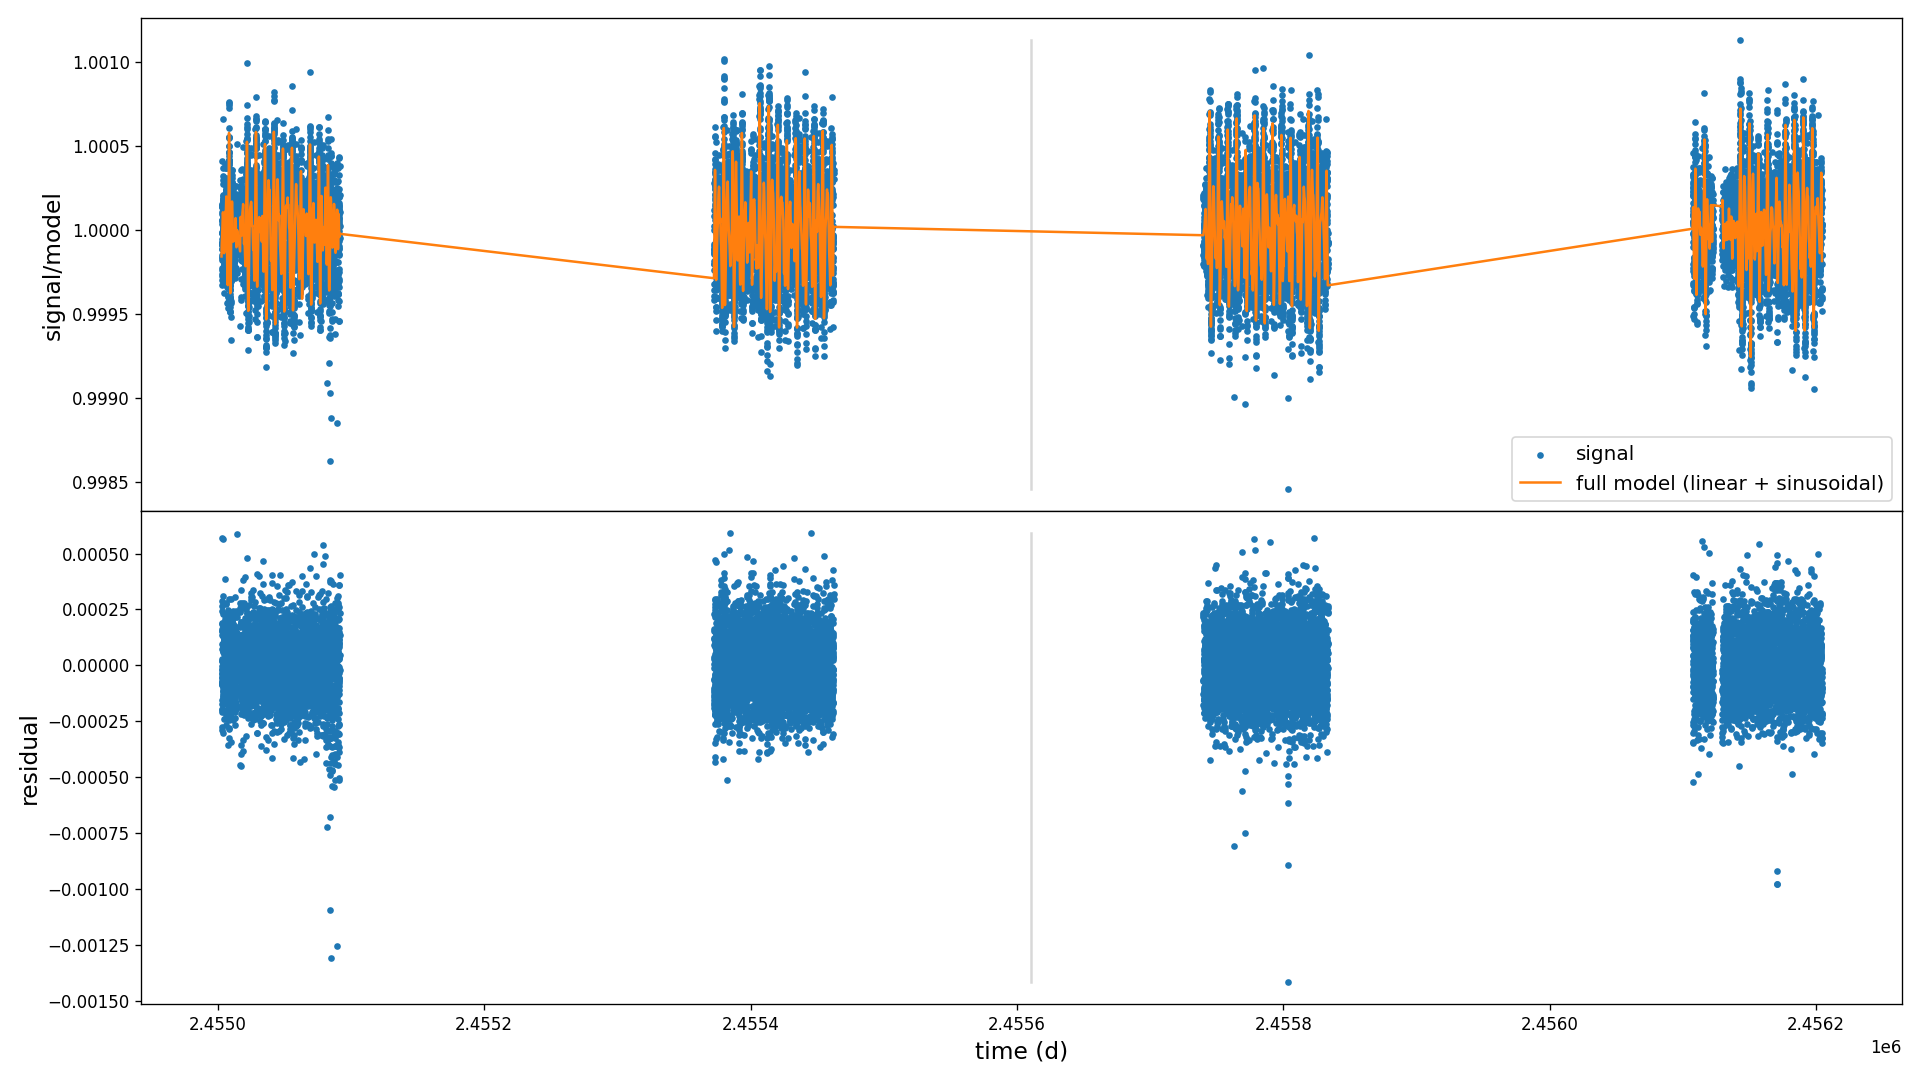 signal/model
1.0010
1.0005
1.0000
0.9995
0.9990
0.9985
signal
full model (linear + sinusoidal)
residual
0.00050
0.00025
0.00000
−0.00025
−0.00050
−0.00075
−0.00100
−0.00125
−0.00150
2.4550 2.4552 2.4554 2.4556 2.4558 2.4560 2.4562
1e6
time (d)